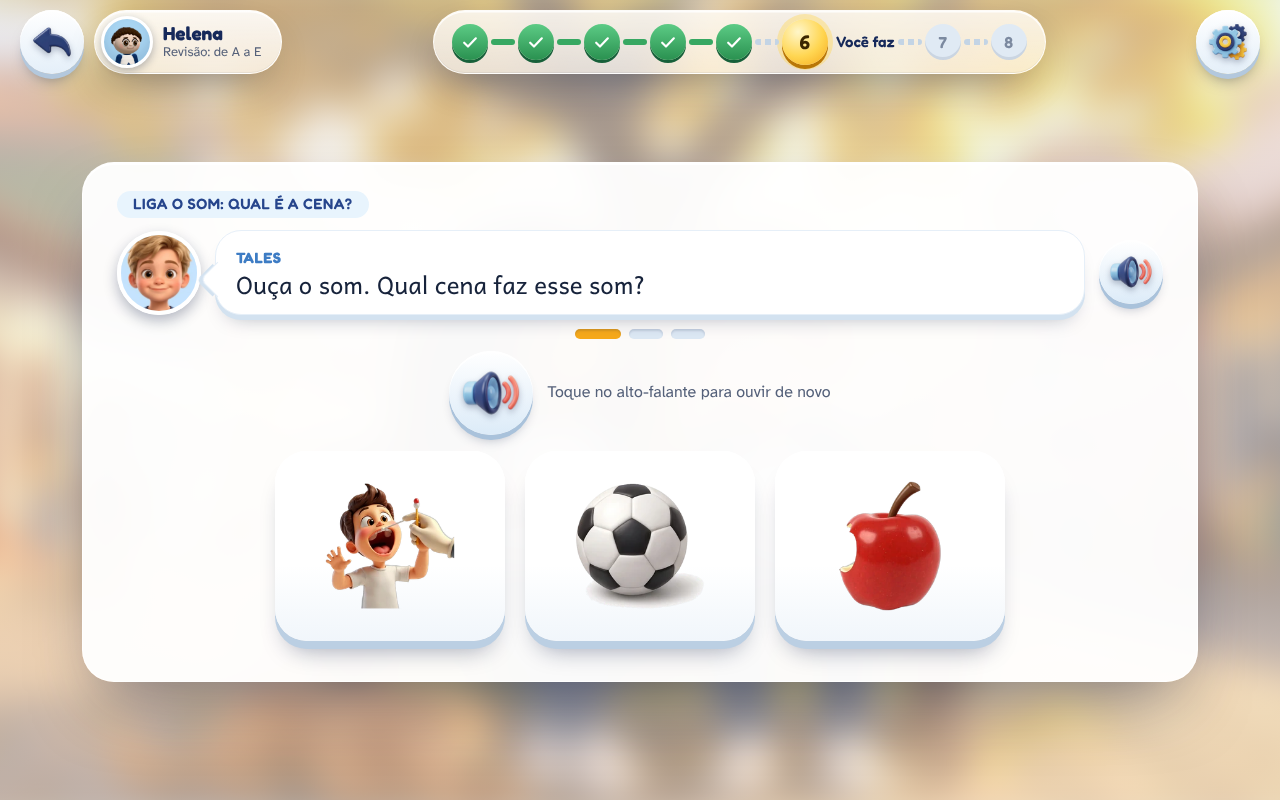 Helena
Revisão: de A a E
6
Você faz
7
8
LIGA O SOM: QUAL É A CENA?
TALES
Ouça o som. Qual cena faz esse som?
Toque no alto-falante para ouvir de novo